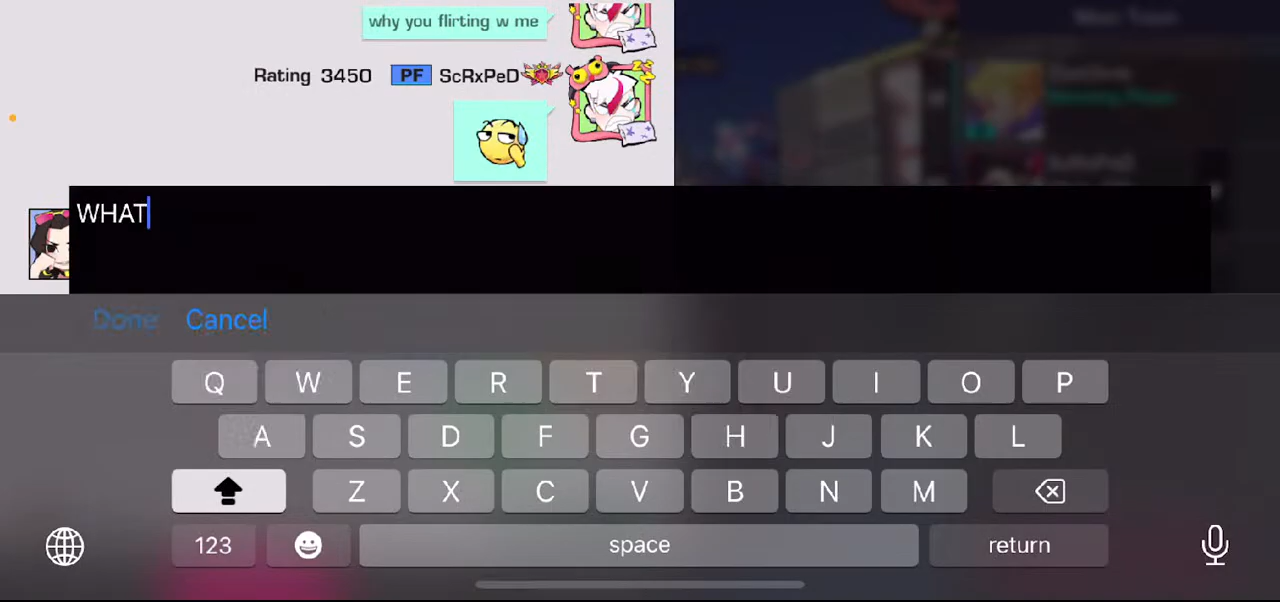 why you flirting w me
Rating 3450 PF ScRxPeD
WHAT
Done Cancel
Q W E R T Y U I O P
A S D F G H J K L
Z X C V B N M
123 space return